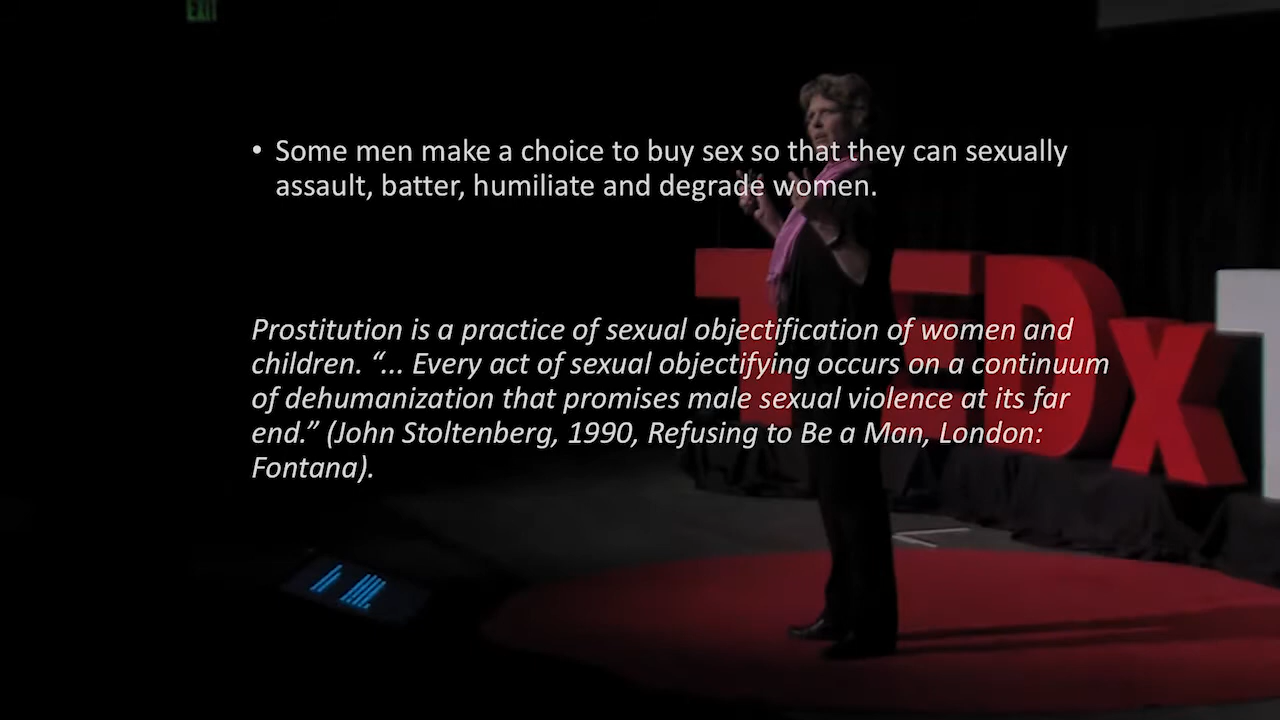 EXIT
• Some men make a choice to buy sex so that they can sexually
assault, batter, humiliate and degrade women.
TEDxT
Prostitution is a practice of sexual objectification of women and
children. “... Every act of sexual objectifying occurs on a continuum
of dehumanization that promises male sexual violence at its far
end.” (John Stoltenberg, 1990, Refusing to Be a Man, London:
Fontana).